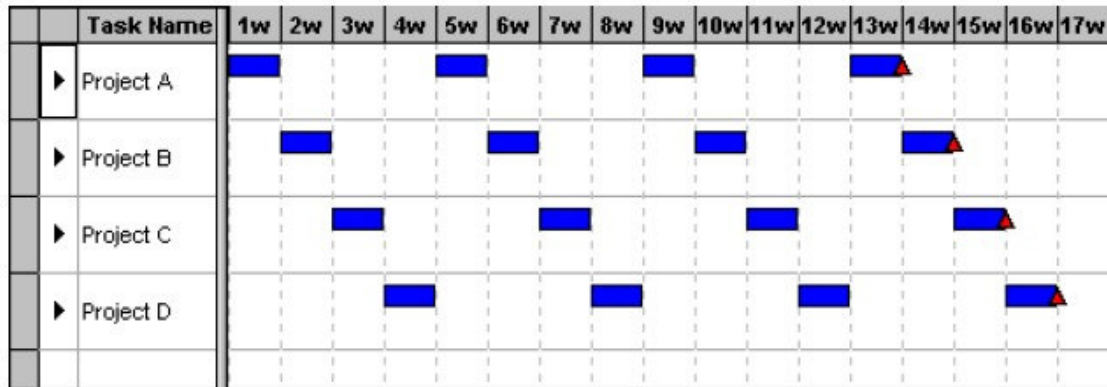 Task Name 1w 2w 3w 4w 5w 6w 7w 8w 9w 10w 11w 12w 13w 14w 15w 16w 17w
Project A
Project B
Project C
Project D